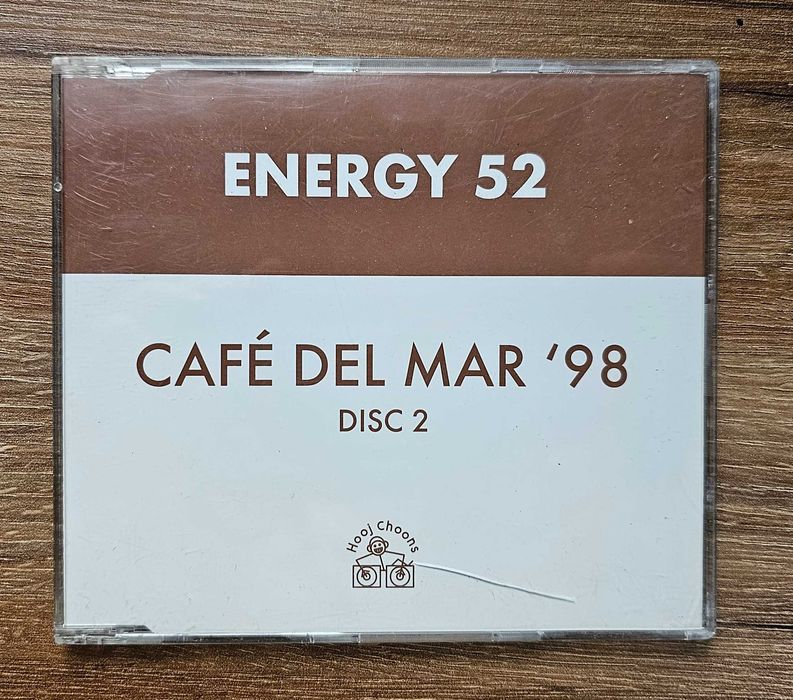 ENERGY 52
CAFÉ DEL MAR ‘98
DISC 2
Hooj Choons